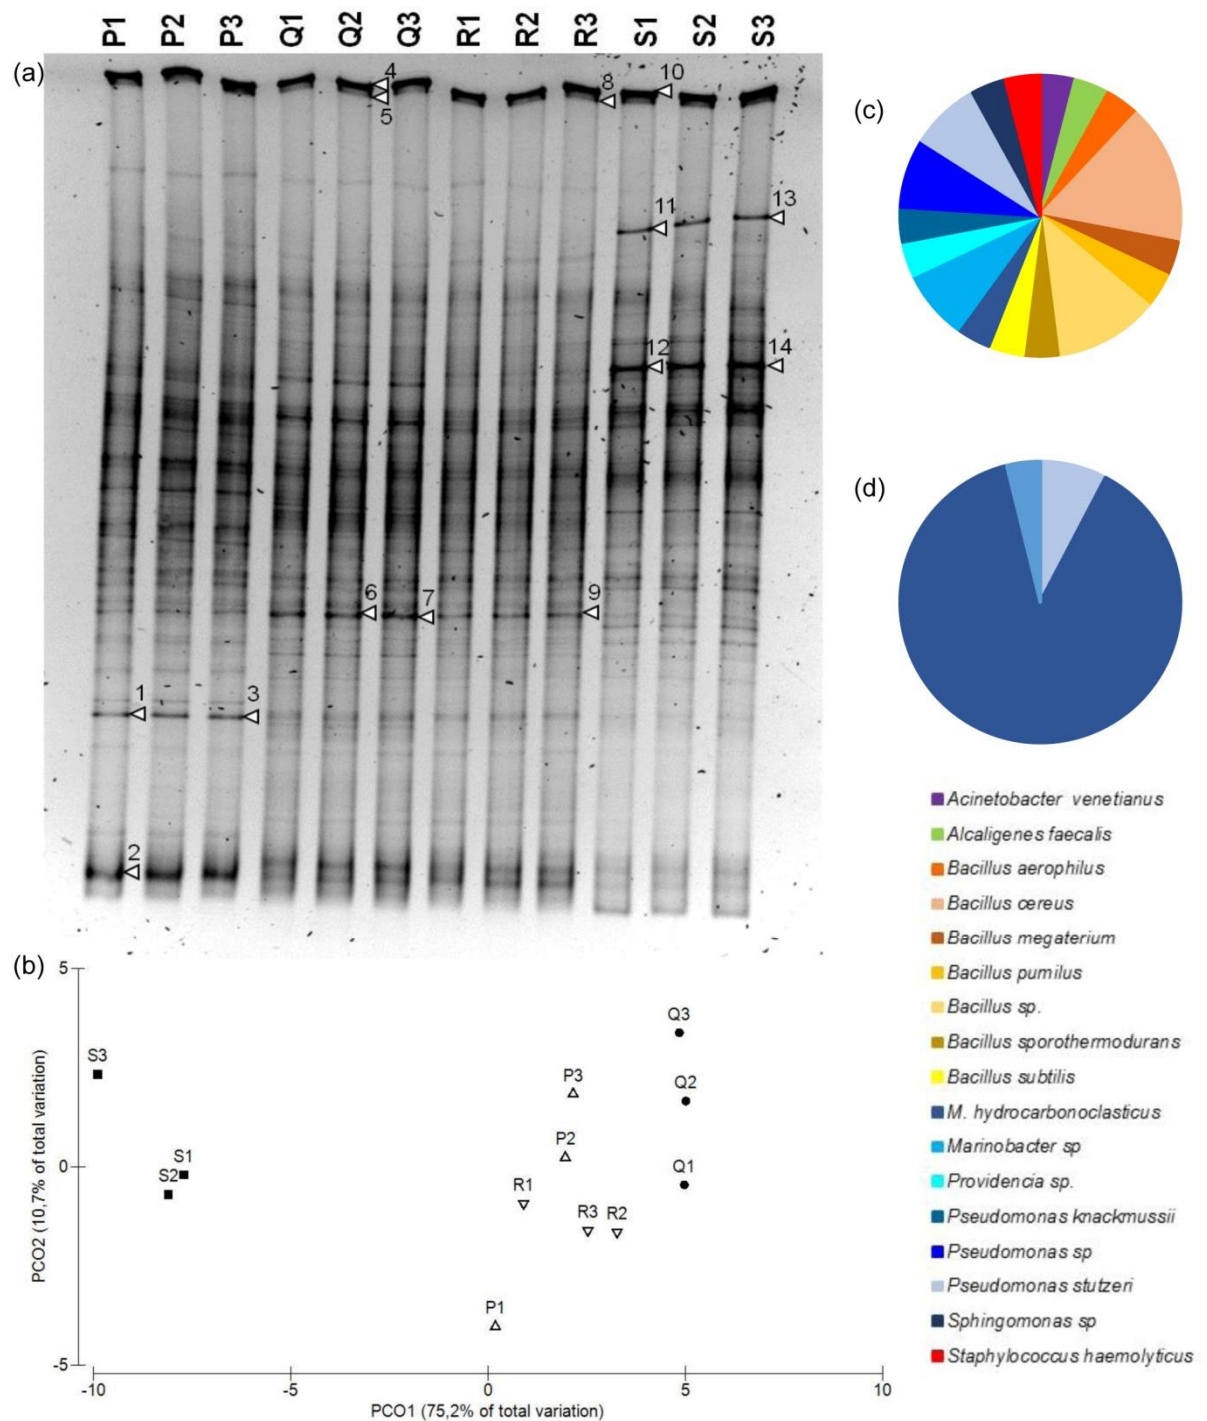 P1 P2 P3 Q1 Q2 Q3 R1 R2 R3 S1 S2 S3
(a)
4
5
8
10
(c)
11
13
12
14
(d)
6
7
9
1
3
2
Acinetobacter venetianus
Alcaligenes faecalis
Bacillus aerophilus
Bacillus cereus
Bacillus megaterium
Bacillus pumilus
Bacillus sp.
Bacillus sporothermodurans
Bacillus subtilis
M. hydrocarbonoclasticus
Marinobacter sp
Providencia sp.
Pseudomonas knackmussii
Pseudomonas sp
Pseudomonas stutzeri
Sphingomonas sp
Staphylococcus haemolyticus
(b)
5
0
-5
PCO2 (10,7% of total variation)
S3
S1
S2
Q3
P3
Q2
P2
Q1
R1
R3 R2
P1
-10 -5 0 5 10
PCO1 (75,2% of total variation)